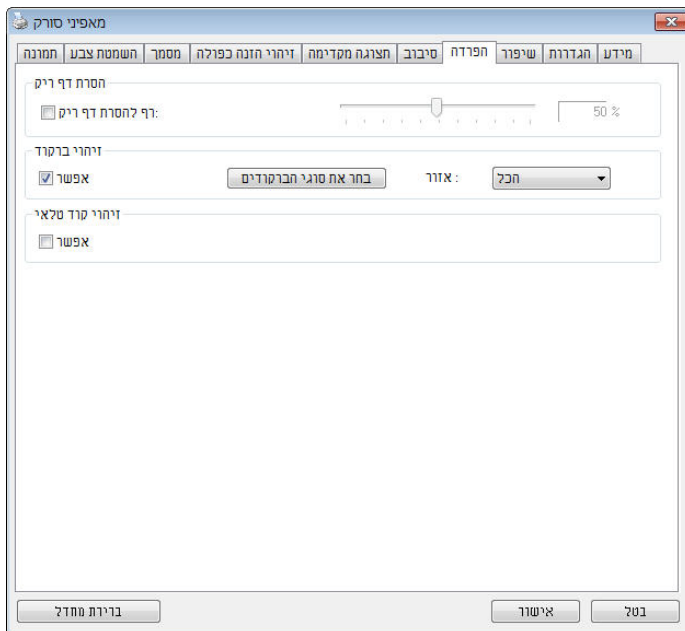 מאפיני סורק
מידע הגדרות שיפור הפרדה סיבוב תצוגה מקדימה זיהוי הזנה כפולה מסמך השמטת צבע תמונה
הסרת דף ריק
רף להסרת דף ריק: 50 %
זיהוי ברקוד
אפשר בחר את סוגי הברקודים אזור : הכל
זיהוי קוד טלאי
אפשר
ברירת מחדל אישור בטל